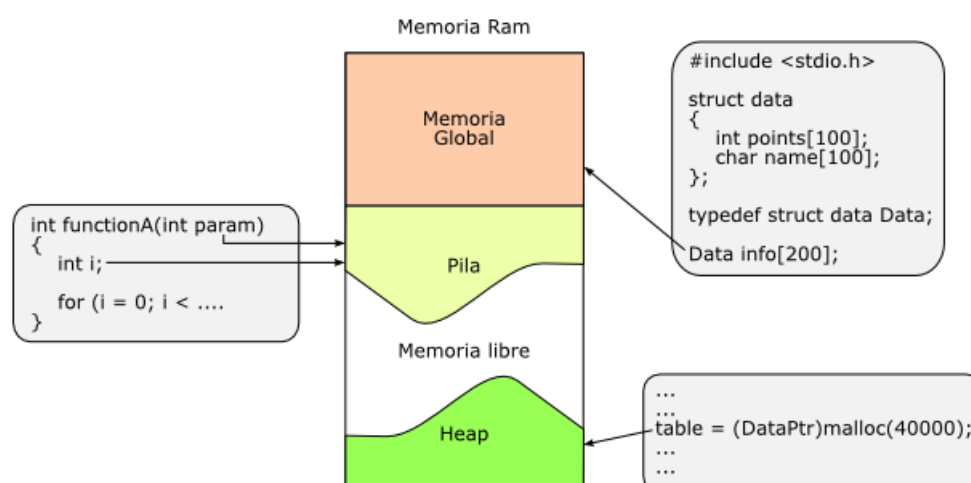 Memoria Ram
Memoria
Global
Pila
Memoria libre
Heap
int functionA(int param)
{
int i;
for (i = 0; i < ....
}
#include <stdio.h>
struct data
{
int points[100];
char name[100];
};
typedef struct data Data;
Data info[200];
...
...
table = (DataPtr)malloc(40000);
...
...